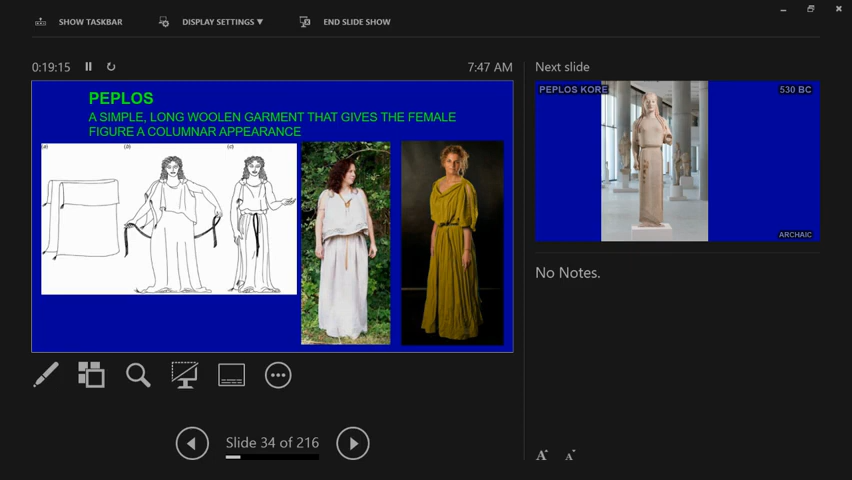 SHOW TASKBAR
DISPLAY SETTINGS ▼
END SLIDE SHOW
0:19:15
7:47 AM
PEPLOS
A SIMPLE, LONG WOOLEN GARMENT THAT GIVES THE FEMALE
FIGURE A COLUMNAR APPEARANCE
(a)
(b)
(c)
Slide 34 of 216
Next slide
PEPLOS KORE
530 BC
ARCHAIC
No Notes.
A
A